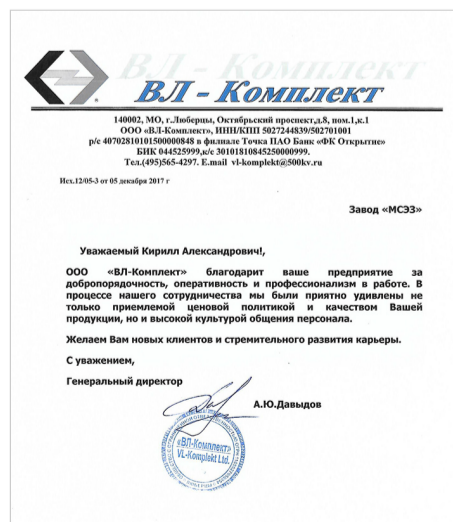 ВЛ - Комплект
140002, МО, г.Люберцы, Октябрьский проспект,д.8, пом.1,к.1
ООО «ВЛ-Комплект», ИНН/КПП 5027244839/502701001
р/с 40702810101500000848 в филиале Точка ПАО Банк «ФК Открытие»
БИК 044525999,к/с 30101810845250000999.
Тел.(495)565-4297. E.mail vl-komplekt@500kv.ru
Исх.12/05-3 от 05 декабря 2017 г
Завод «МСЭЗ»
Уважаемый Кирилл Александрович!,
ООО «ВЛ-Комплект» благодарит ваше предприятие за
добропорядочность, оперативность и профессионализм в работе. В
процессе нашего сотрудничества мы были приятно удивлены не
только приемлемой ценовой политикой и качеством Вашей
продукции, но и высокой культурой общения персонала.
Желаем Вам новых клиентов и стремительного развития карьеры.
С уважением,
Генеральный директор
А.Ю.Давыдов
«ВЛ-Комплект»
VL-Komplekt Ltd.